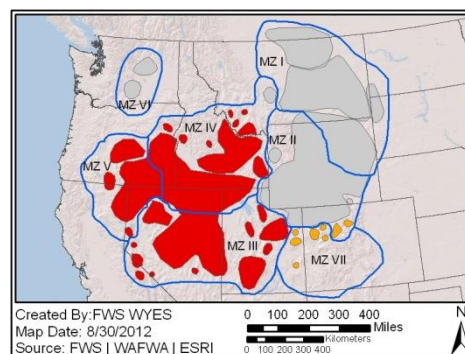 MZ I
MZ VI
MZ IV
MZ II
MZ V
MZ III
MZ VII
Created By:FWS WYES
Map Date: 8/30/2012
Source: FWS | WAFWA | ESRI
0 50 100 200 300 400
Miles
Kilometers
0 100 200 300 400
N